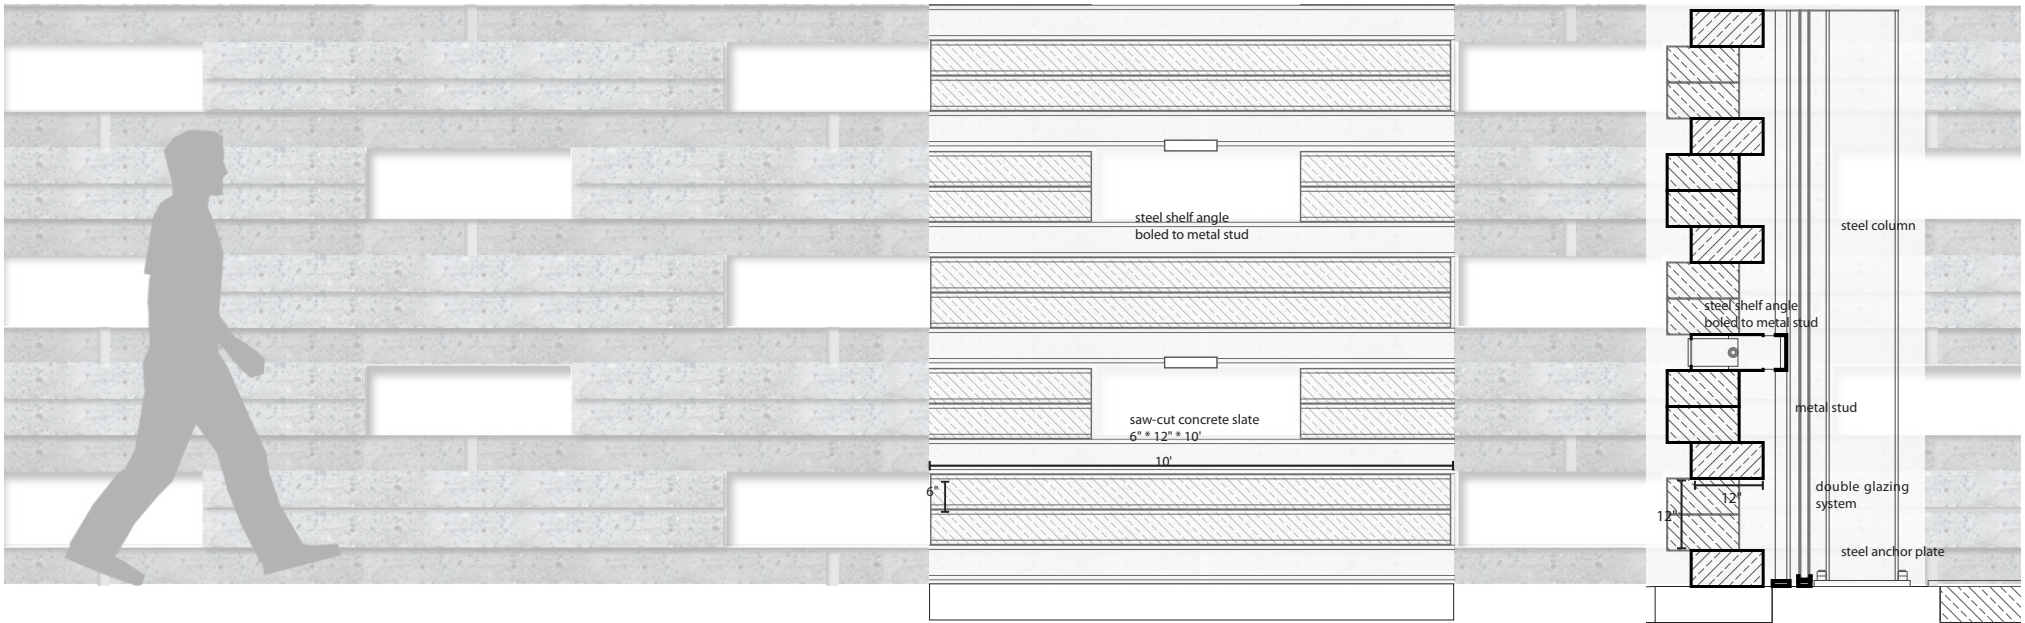 steel shelf angle
boled to metal stud
saw-cut concrete slate
6" * 12" * 10'
10'
6"
steel column
steel shelf angle
boled to metal stud
metal stud
double glazing
system
12"
12"
steel anchor plate